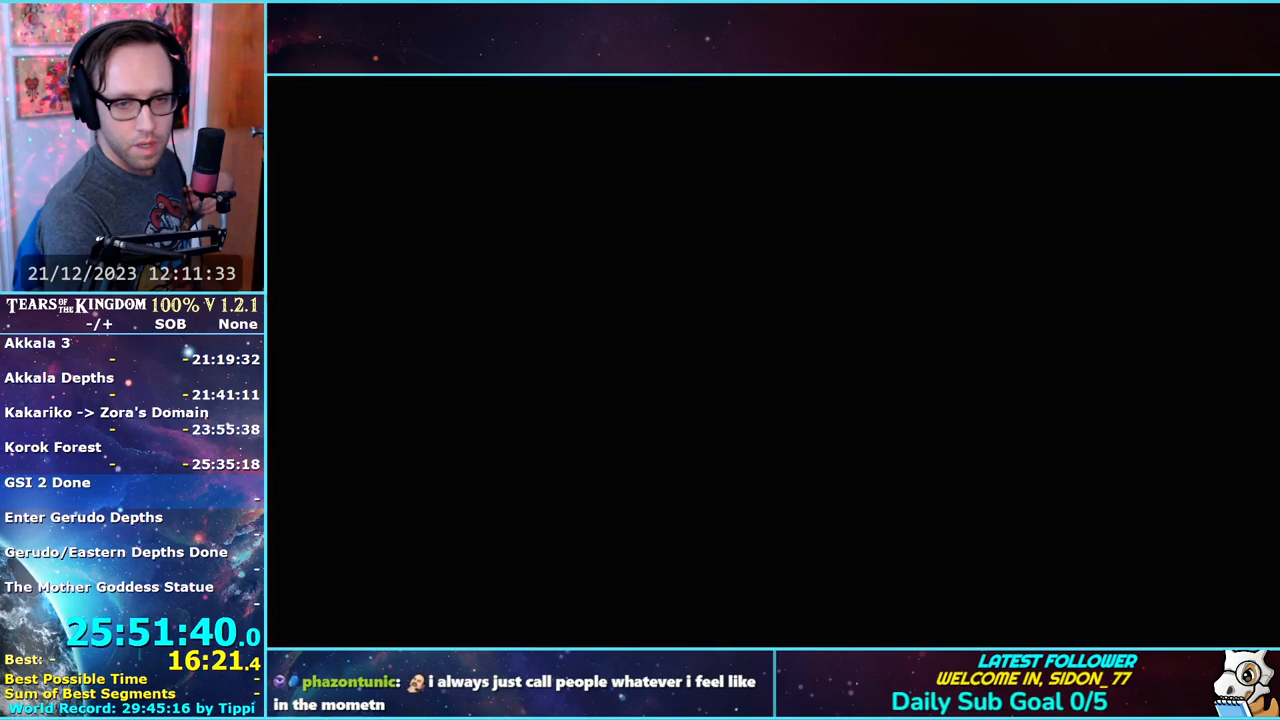 21/12/2023 12:11:33
TEARS OF THE KINGDOM 100% V 1.2.1
-/+ SOB None
Akkala 3
- - 21:19:32
Akkala Depths
- - 21:41:11
Kakariko -> Zora's Domain
- - 23:55:38
Korok Forest
- - 25:35:18
GSI 2 Done
-
Enter Gerudo Depths
-
Gerudo/Eastern Depths Done
-
The Mother Goddess Statue
-
25:51:40.0
Best: - 16:21.4
Best Possible Time -
Sum of Best Segments -
World Record: 29:45:16 by Tippi
phazontunic: i always just call people whatever i feel like
in the mometn
LATEST FOLLOWER
WELCOME IN, SIDON_77
Daily Sub Goal 0/5